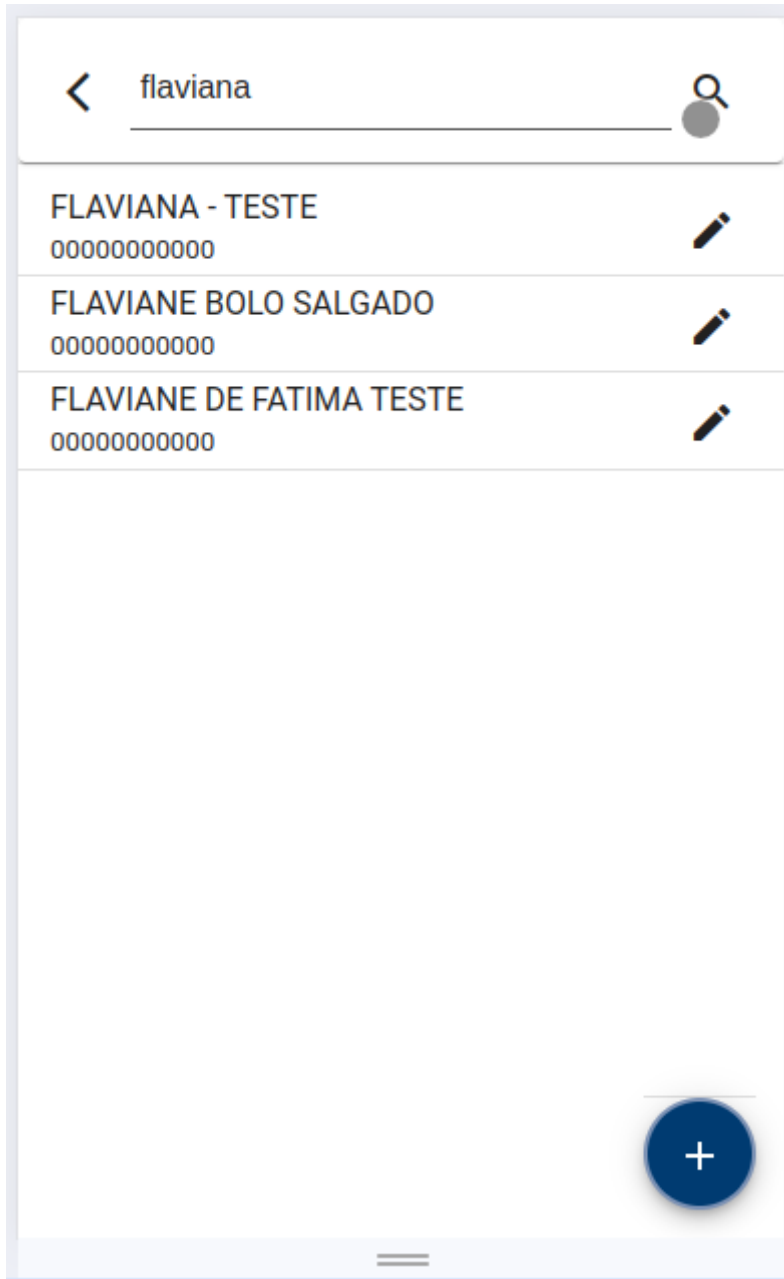 flaviana
FLAVIANA - TESTE
00000000000
FLAVIANE BOLO SALGADO
00000000000
FLAVIANE DE FATIMA TESTE
00000000000
+